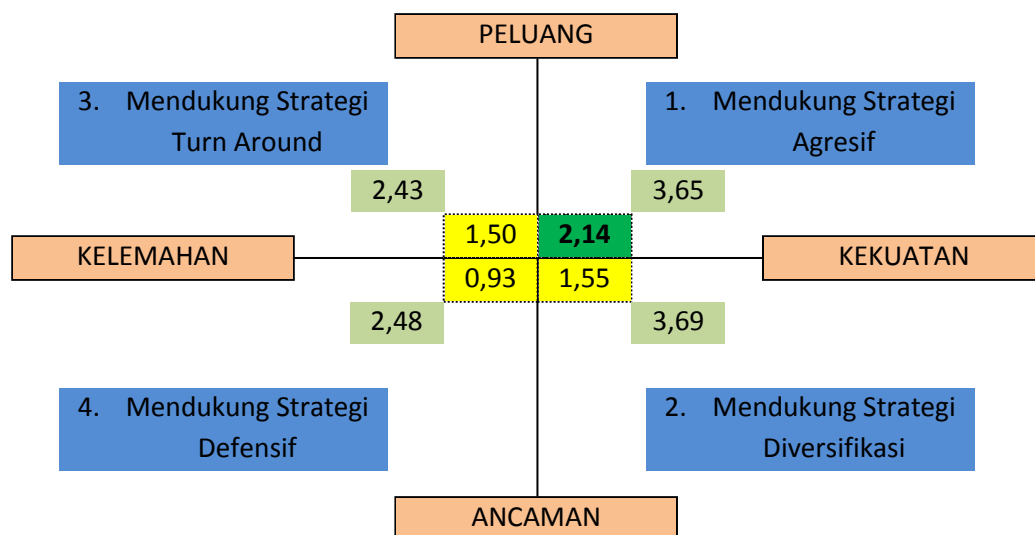 PELUANG
3. Mendukung Strategi
Turn Around
1. Mendukung Strategi
Agresif
2,43
3,65
1,50
2,14
KELEMAHAN
KEKUATAN
0,93
1,55
2,48
3,69
4. Mendukung Strategi
Defensif
2. Mendukung Strategi
Diversifikasi
ANCAMAN